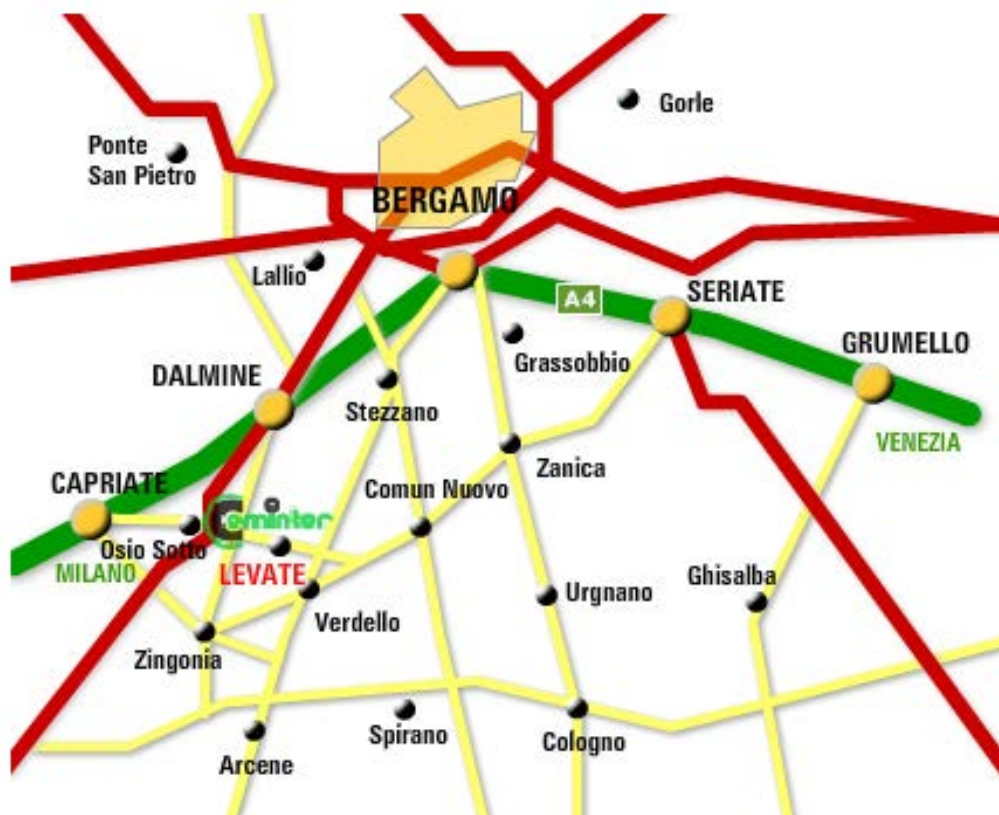 Gorle
Ponte
San Pietro
BERGAMO
Lallio
A4
SERIATE
Grassobbio
GRUMELLO
DALMINE
Stezzano
VENEZIA
CAPRIATE
Comun Nuovo
Zanica
Cominter
Osio Sotto
MILANO
LEVATE
Ghisalba
Urgnano
Verdello
Zingonia
Spirano
Cologno
Arcene